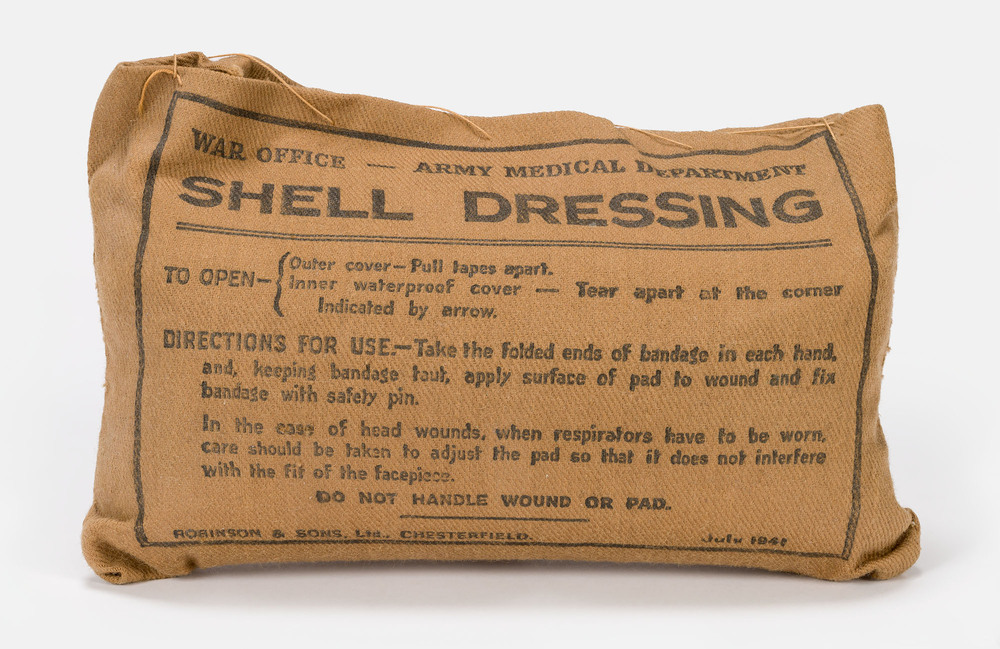 WAR OFFICE — ARMY MEDICAL DEPARTMENT
SHELL DRESSING
TO OPEN— { Outer cover—Pull tapes apart.
Inner waterproof cover — Tear apart at the corner
Indicated by arrow.
DIRECTIONS FOR USE.—Take the folded ends of bandage in each hand,
and, keeping bandage taut, apply surface of pad to wound and fix
bandage with safety pin.
In the case of head wounds, when respirators have to be worn,
care should be taken to adjust the pad so that it does not interfere
with the fit of the facepiece.
DO NOT HANDLE WOUND OR PAD.
ROBINSON & SONS, Ltd., CHESTERFIELD. July 1941